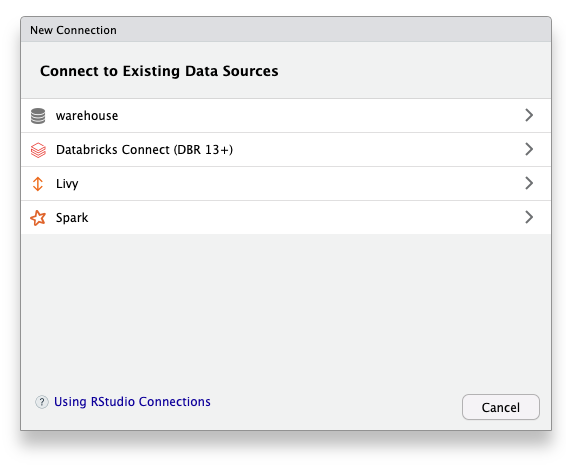 New Connection
Connect to Existing Data Sources
warehouse
Databricks Connect (DBR 13+)
Livy
Spark
? Using RStudio Connections
Cancel